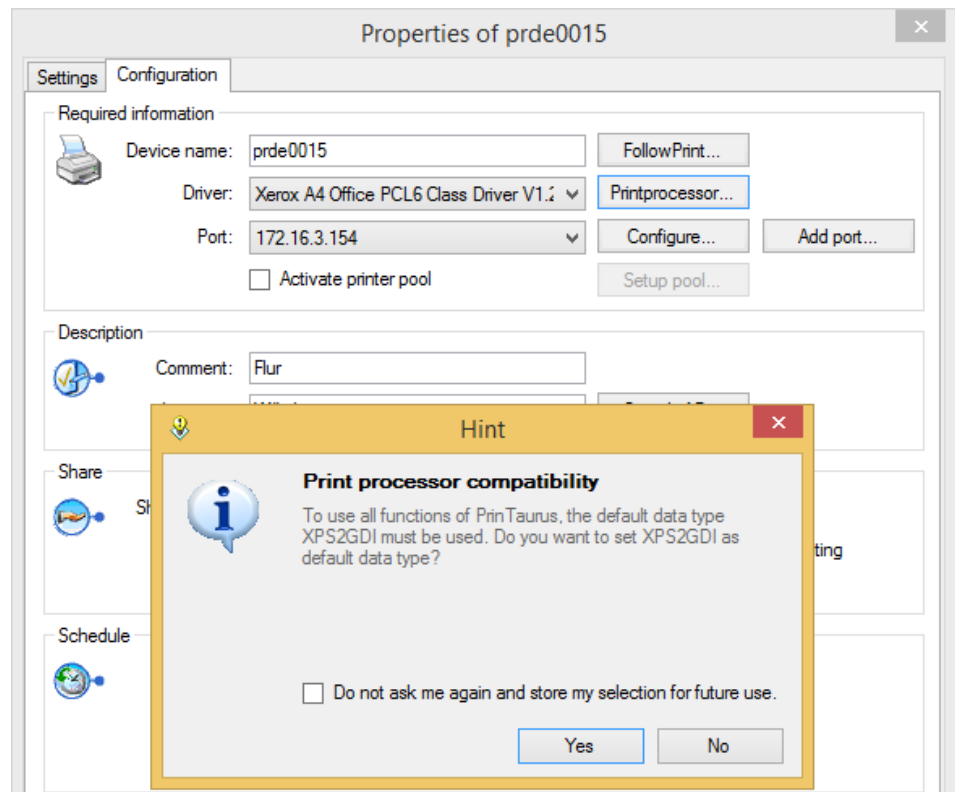 Properties of prde0015
Settings Configuration
Required information
Device name: prde0015 FollowPrint...
Driver: Xerox A4 Office PCL6 Class Driver V1.2 Printprocessor...
Port: 172.16.3.154 Configure... Add port...
Activate printer pool Setup pool...
Description
Comment: Flur
Hint
Share
Print processor compatibility
To use all functions of PrinTaurus, the default data type
XPS2GDI must be used. Do you want to set XPS2GDI as
default data type?
Sh
ting
Schedule
Do not ask me again and store my selection for future use.
Yes No